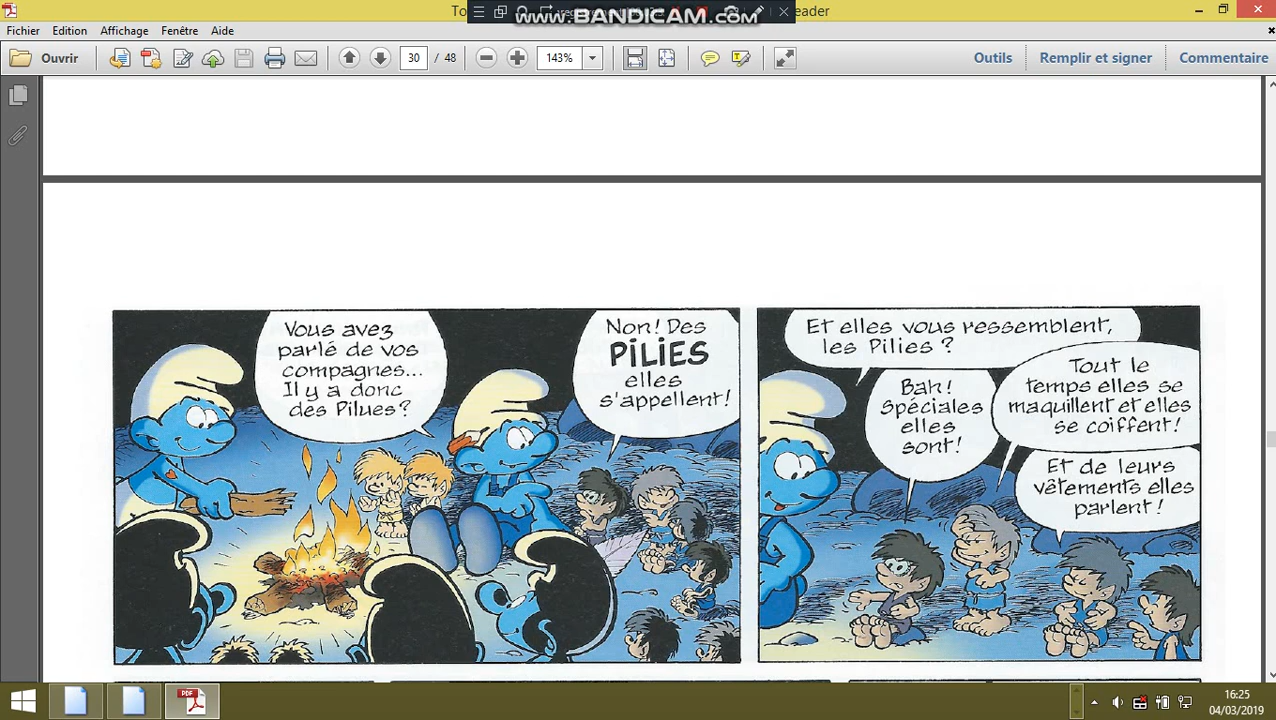 To
www.BANDICAM.com
eader
Fichier Edition Affichage Fenêtre Aide
Ouvrir
30 / 48
143%
Outils
Remplir et signer
Commentaire
Vous avez
parlé de vos
compagnes...
Il y a donc
des Pilues?
Non! Des
PILIES
elles
s'appellent!
Et elles vous ressemblent,
les Pilies ?
Bah!
Spéciales
elles
sont!
Tout le
temps elles se
maquillent et elles
se coiffent!
Et de leurs
vêtements elles
parlent!
PDF
16:25
04/03/2019